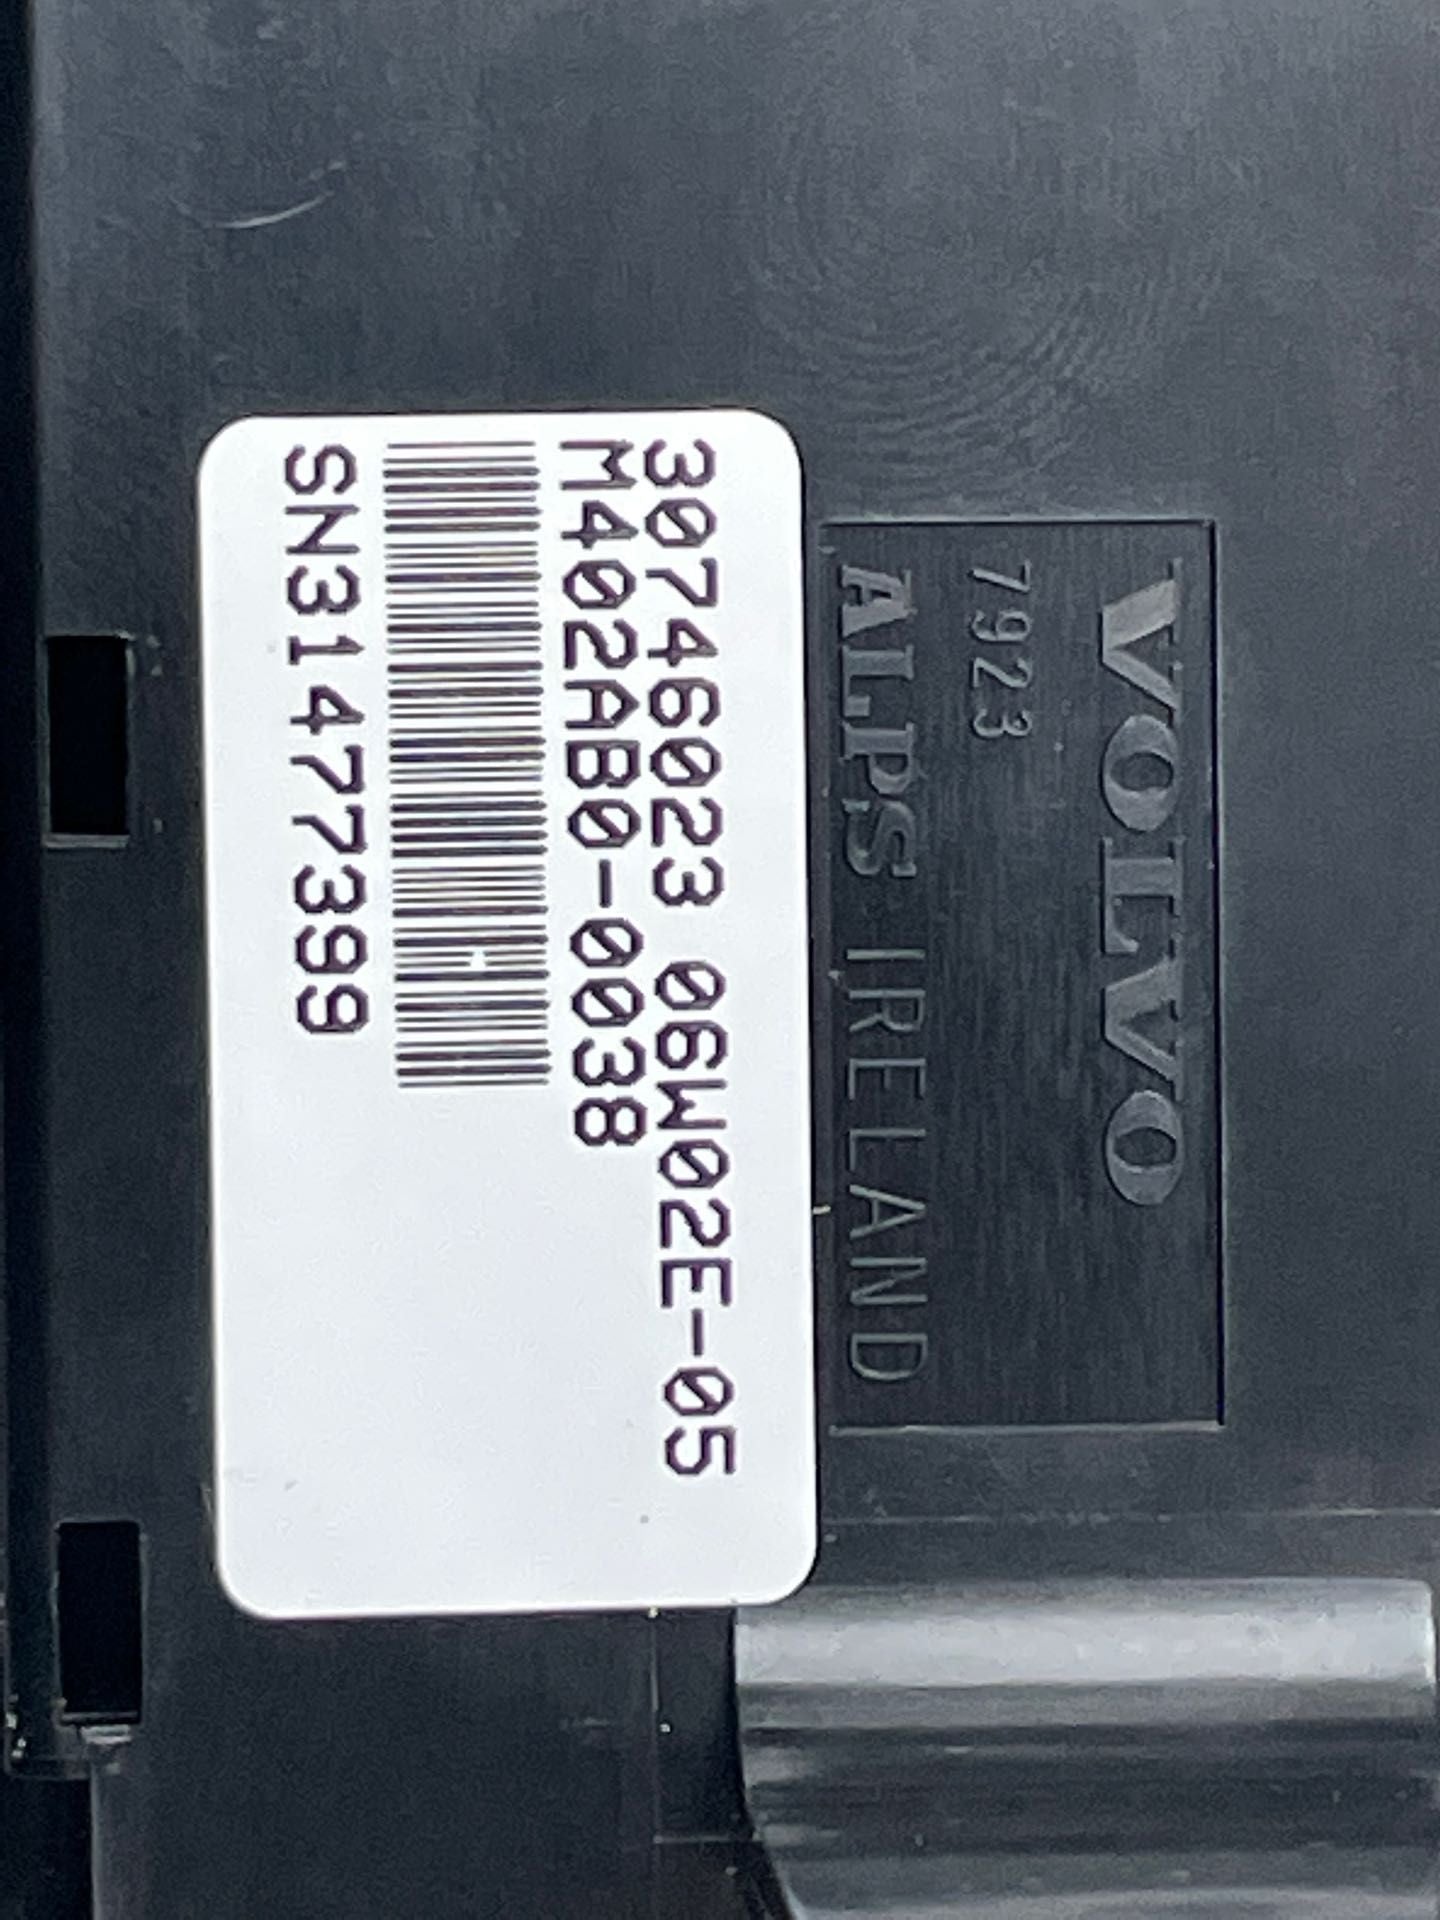 VOLVO
7923
ALPS IRELAND
30746023 06W02E-05
M402AB0-0038
SN31477399